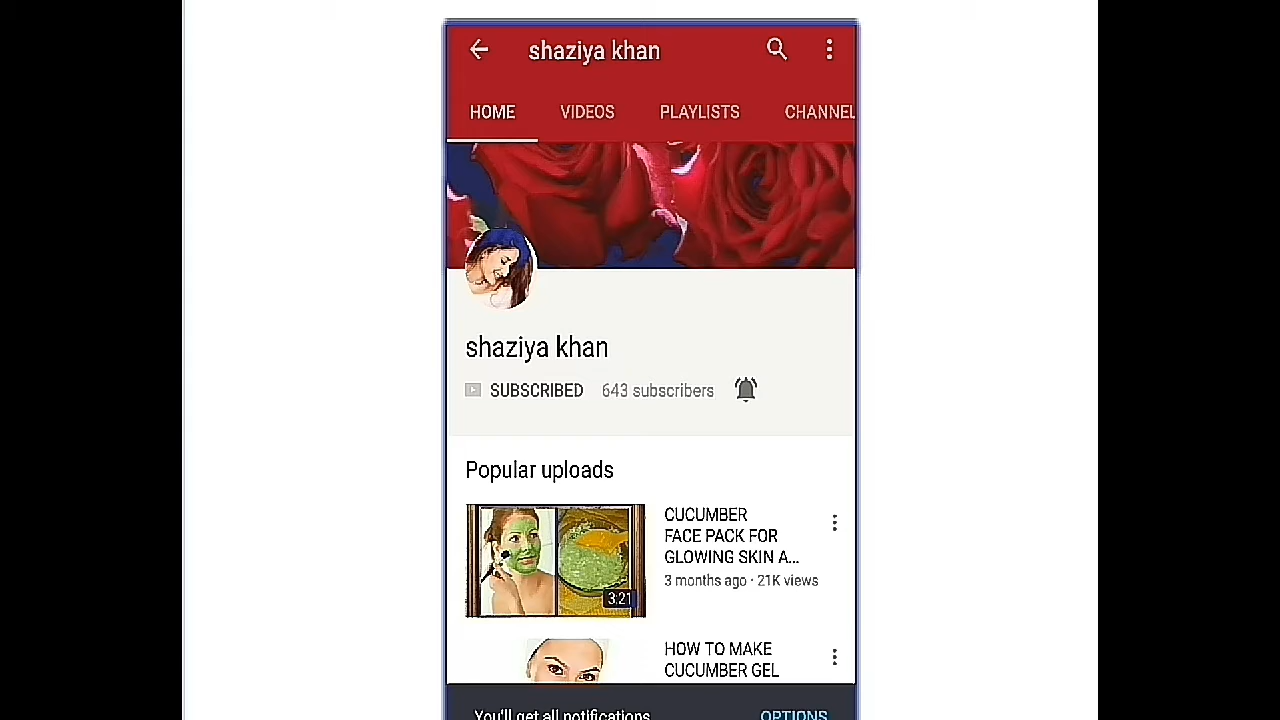 shaziya khan
HOME VIDEOS PLAYLISTS CHANNEL
shaziya khan
SUBSCRIBED 643 subscribers
Popular uploads
CUCUMBER
FACE PACK FOR
GLOWING SKIN A...
3 months ago · 21K views
3:21
HOW TO MAKE
CUCUMBER GEL
You'll get all notifications OPTIONS